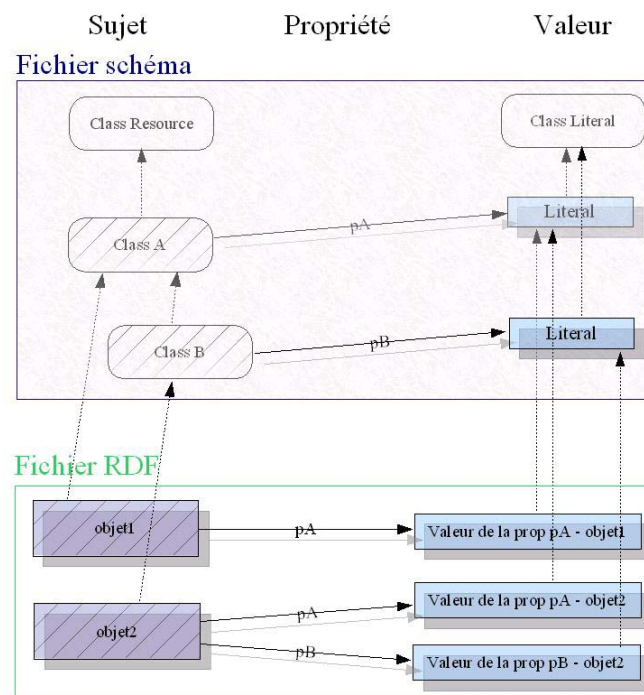 Sujet Propriété Valeur
Fichier schéma
Class Resource Class Literal
Class A pA Literal
Class B pB Literal
Fichier RDF
objet1 pA Valeur de la prop pA - objet1
objet2 pA Valeur de la prop pA - objet2
pB Valeur de la prop pB - objet2